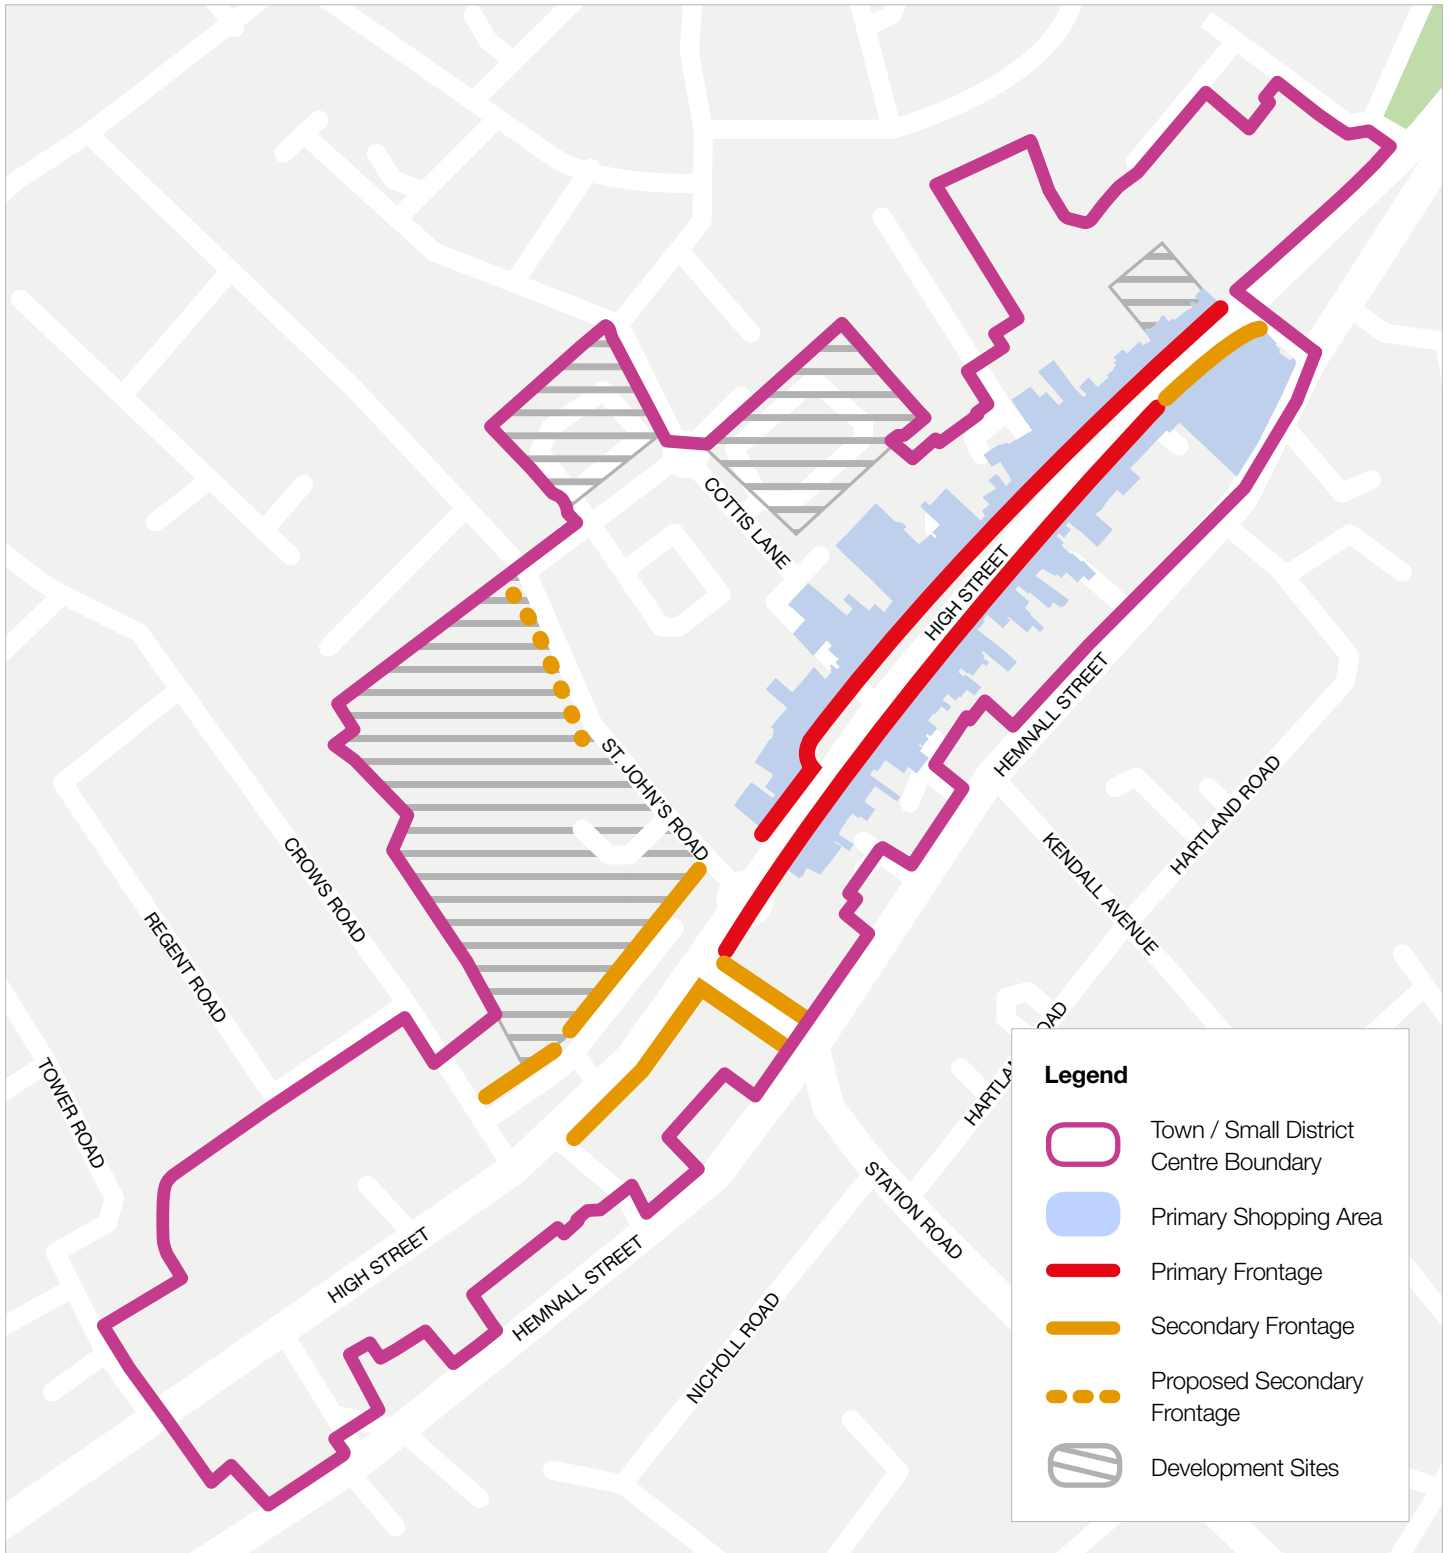 COTTIS LANE
HIGH STREET
HEMNALL STREET
ST. JOHN'S ROAD
CROWS ROAD
REGENT ROAD
TOWER ROAD
KENDALL AVENUE
HARTLAND ROAD
HARTLA
OAD
STATION ROAD
HIGH STREET
HEMNALL STREET
NICHOLL ROAD
Legend
Town / Small District
Centre Boundary
Primary Shopping Area
Primary Frontage
Secondary Frontage
Proposed Secondary
Frontage
Development Sites